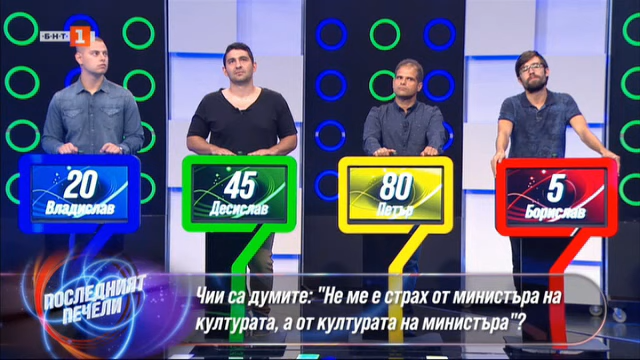 БНТ 1
20
Владислав
45
Десислав
80
Петър
5
Борислав
ПОСЛЕДНИЯТ
ПЕЧЕЛИ
Чии са думите: "Не ме е страх от министъра на
културата, а от културата на министъра"?